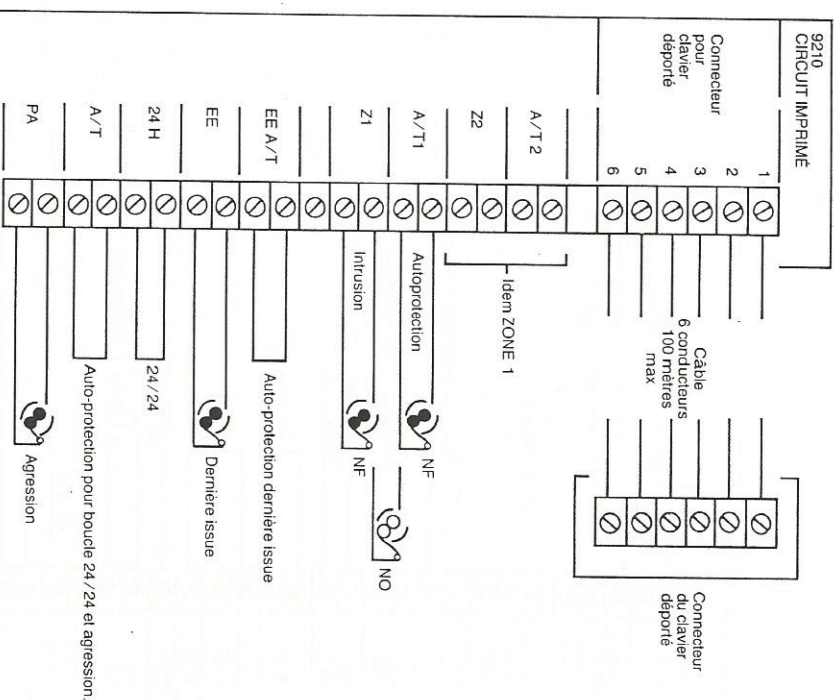 9210
CIRCUIT IMPRIMÉ
Connecteur
pour
clavier
déporté
1
2
3
4
5
6
Câble
6 conducteurs
100 mètres
max
Connecteur
du clavier
déporté
A/T 2
Z2
Idem ZONE 1
A/T1
Autoprotection
NF
NO
Z1
Intrusion
NF
EE A/T
Auto-protection dernière issue
EE
Dernière issue
24 H
24/24
A/T
Auto-protection pour boucle 24/24 et agression.
PA
Agression